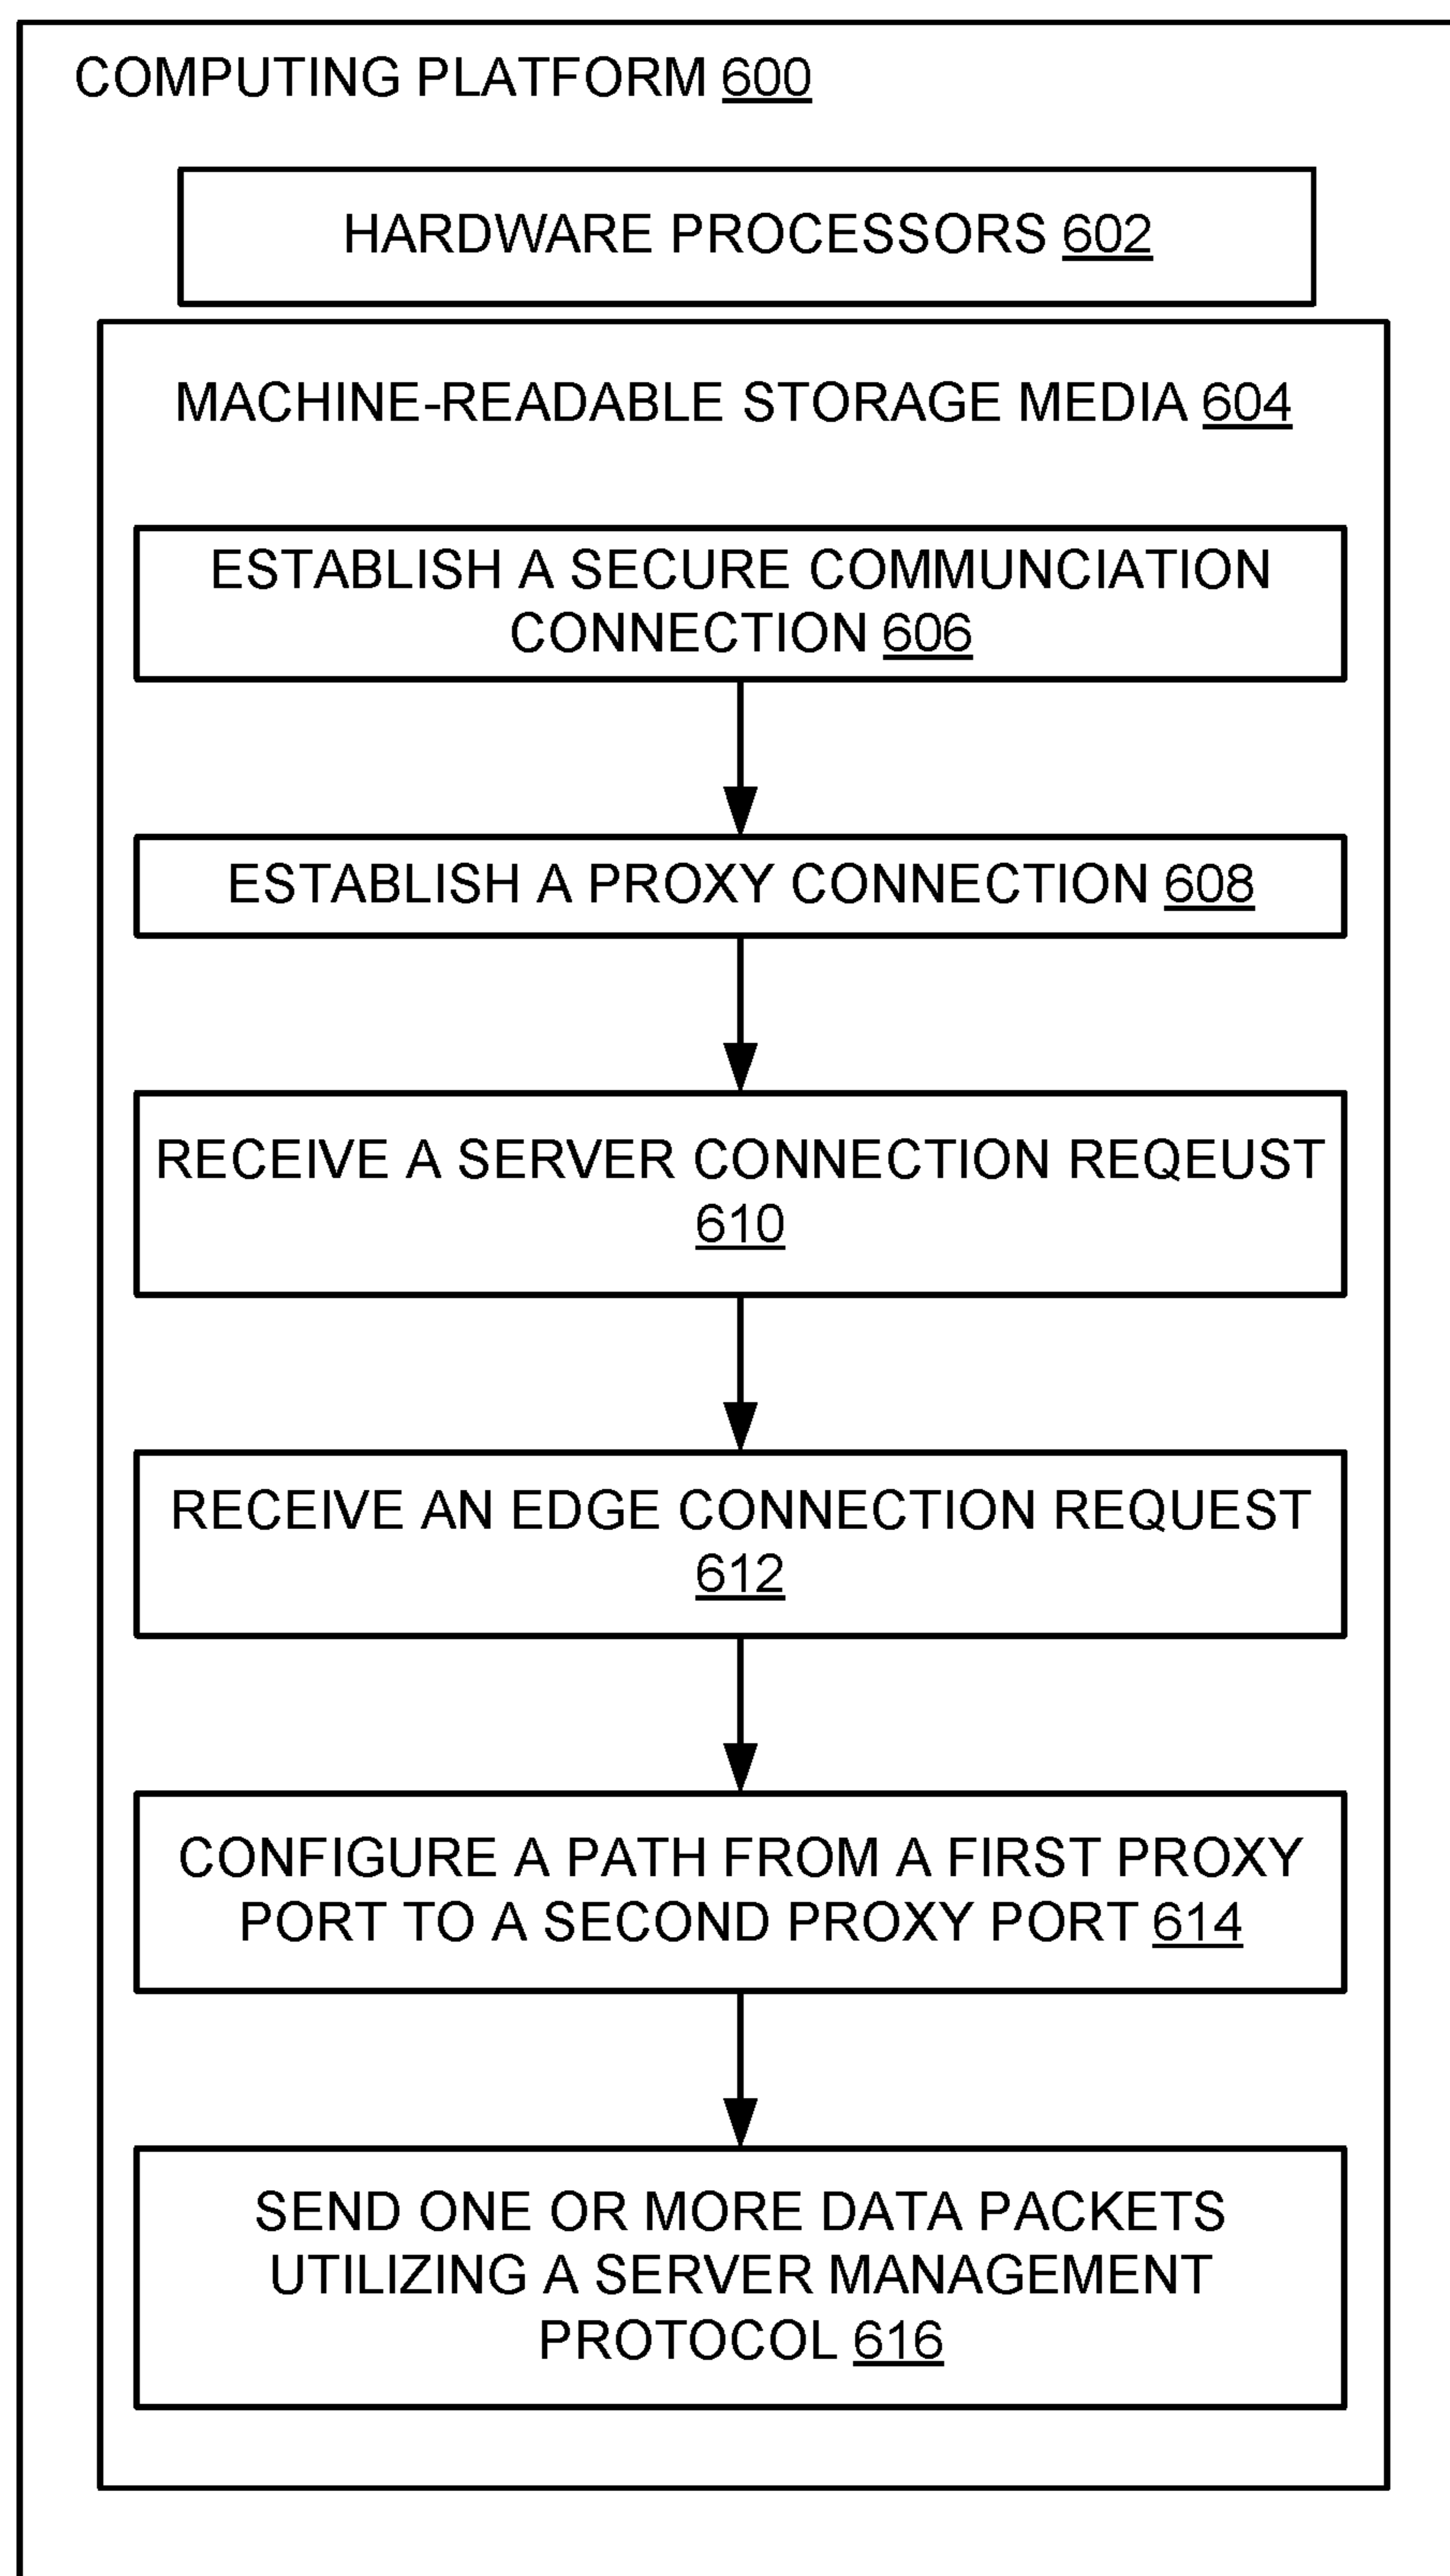 COMPUTING PLATFORM 600
HARDWARE PROCESSORS 602
MACHINE-READABLE STORAGE MEDIA 604
ESTABLISH A SECURE COMMUNCIATION
CONNECTION 606
ESTABLISH A PROXY CONNECTION 608
RECEIVE A SERVER CONNECTION REQEUST
610
RECEIVE AN EDGE CONNECTION REQUEST
612
CONFIGURE A PATH FROM A FIRST PROXY
PORT TO A SECOND PROXY PORT 614
SEND ONE OR MORE DATA PACKETS
UTILIZING A SERVER MANAGEMENT
PROTOCOL 616